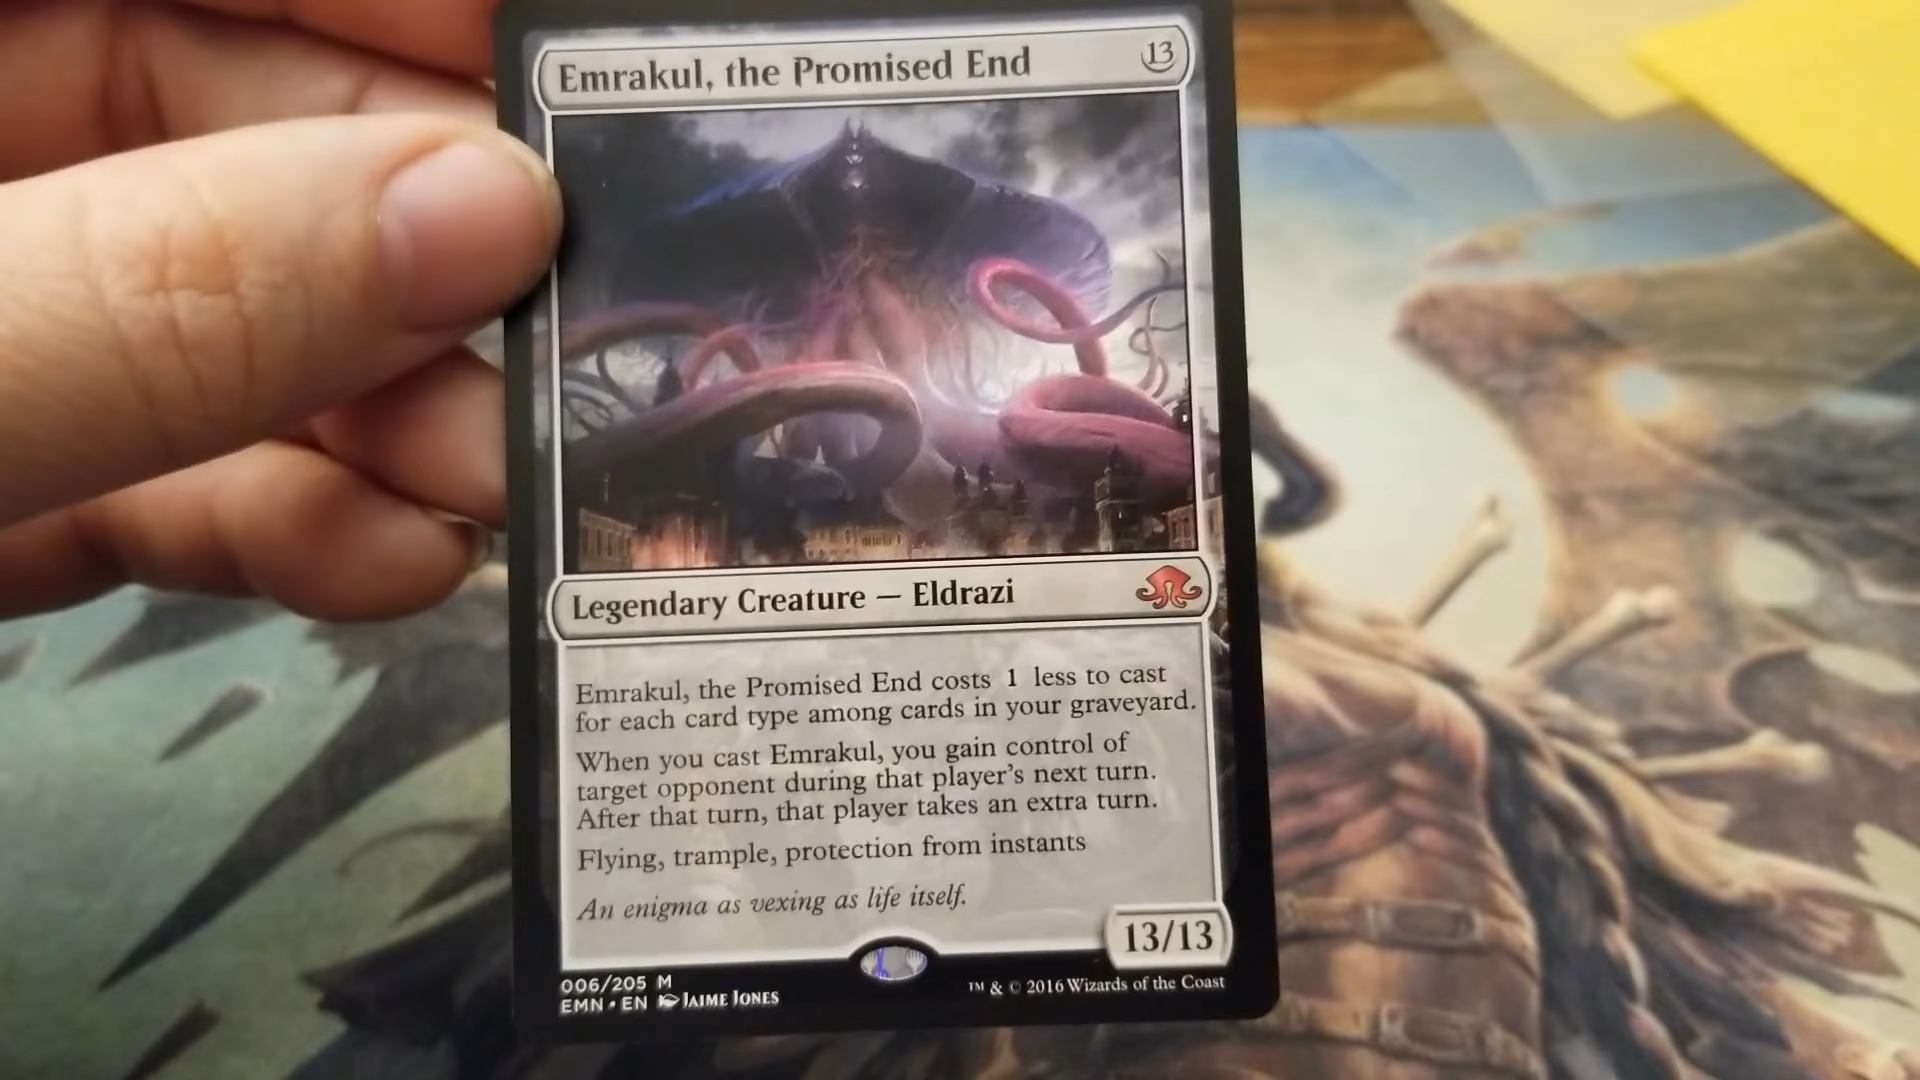 Emrakul, the Promised End 13
Legendary Creature — Eldrazi
Emrakul, the Promised End costs 1 less to cast
for each card type among cards in your graveyard.
When you cast Emrakul, you gain control of
target opponent during that player's next turn.
After that turn, that player takes an extra turn.
Flying, trample, protection from instants
An enigma as vexing as life itself.
13/13
006/205 M
EMN • EN JAIME JONES
™ & © 2016 Wizards of the Coast